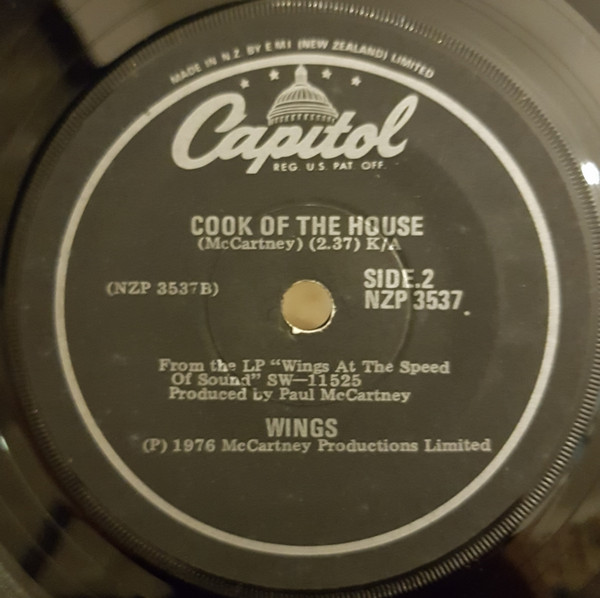 MADE IN N.Z. BY E.M.I (NEW ZEALAND) LIMITED
Capitol
REG. U.S. PAT. OFF.
COOK OF THE HOUSE
(McCartney) (2.37) K/A
(NZP 3537B)
SIDE.2
NZP 3537.
From the LP "Wings At The Speed
Of Sound" SW—11525
Produced by Paul McCartney
WINGS
(P) 1976 McCartney Productions Limited